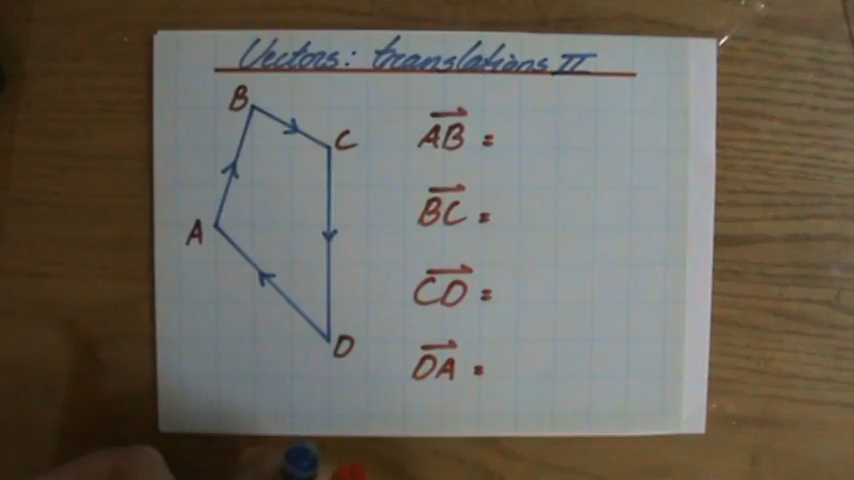 Vectors: translations II
B
C
A
D
AB =
BC =
CD =
DA =